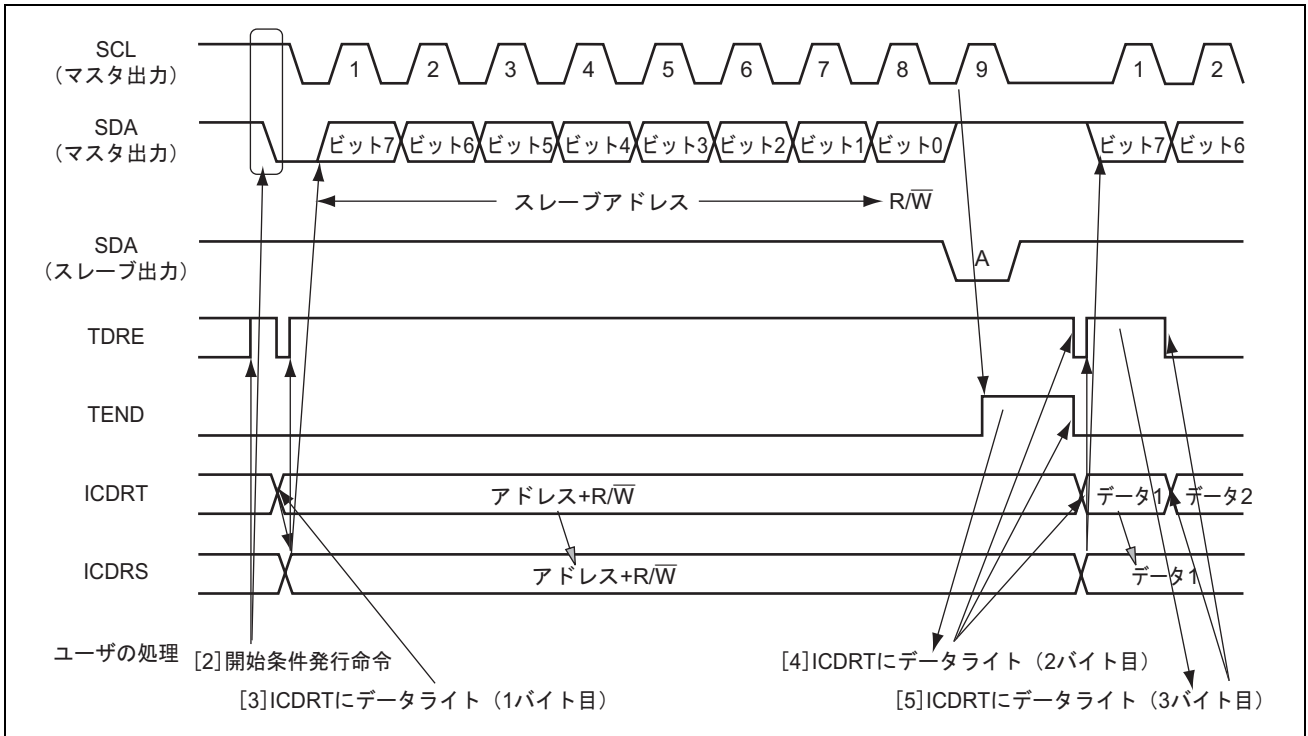 SCL
（マスタ出力）
1 2 3 4 5 6 7 8 9 1 2
SDA
（マスタ出力）
ビット7 ビット6 ビット5 ビット4 ビット3 ビット2 ビット1 ビット0 ビット7 ビット6
スレーブアドレス R/W̅
SDA
（スレーブ出力）
A
TDRE
TEND
ICDRT
アドレス+R/W̅ データ1 データ2
ICDRS
アドレス+R/W̅ データ1
ユーザの処理 [2]開始条件発行命令 [4]ICDRTにデータライト（2バイト目）
[3]ICDRTにデータライト（1バイト目） [5]ICDRTにデータライト（3バイト目）